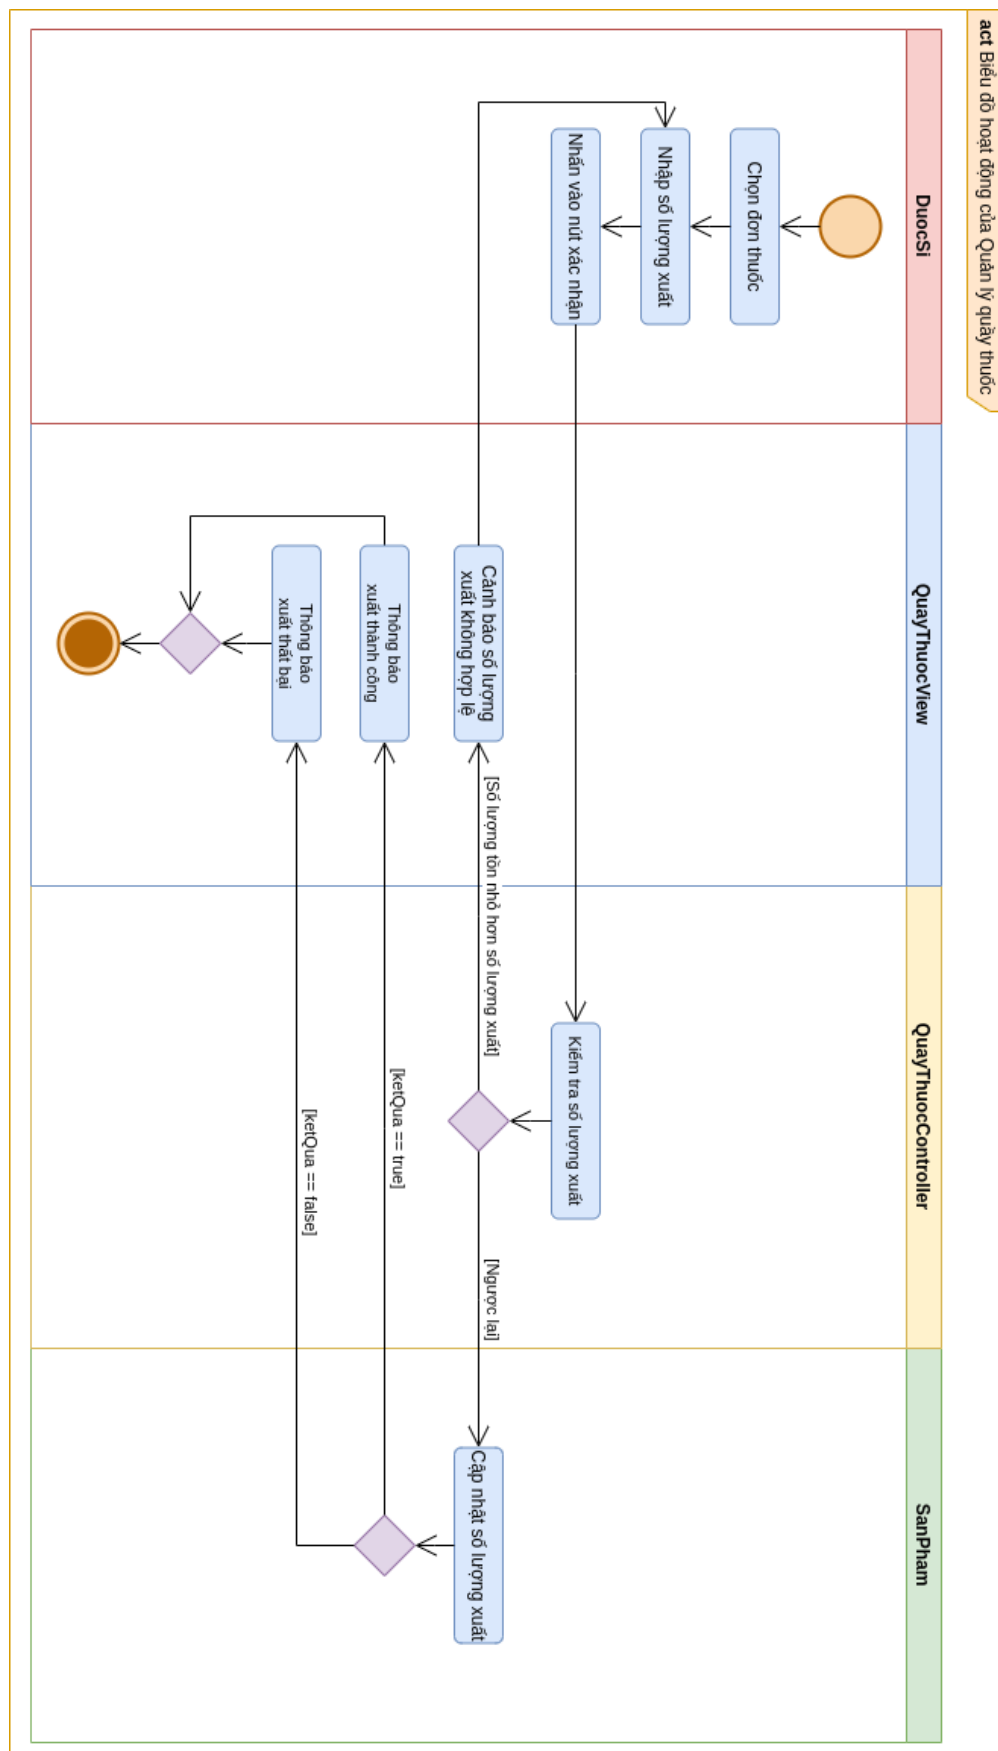 act Biểu đồ hoạt động của Quản lý quầy thuốc
DuocSi
QuayThuocView
QuayThuocController
SanPham
Chọn đơn thuốc
Nhập số lượng xuất
Nhấn vào nút xác nhận
Kiểm tra số lượng xuất
Cảnh báo số lượng
xuất không hợp lệ
[Số lượng tồn nhỏ hơn số lượng xuất]
[Ngược lại]
Cập nhật số lượng xuất
Thông báo
xuất thành công
[ketQua == true]
Thông báo
xuất thất bại
[ketQua == false]